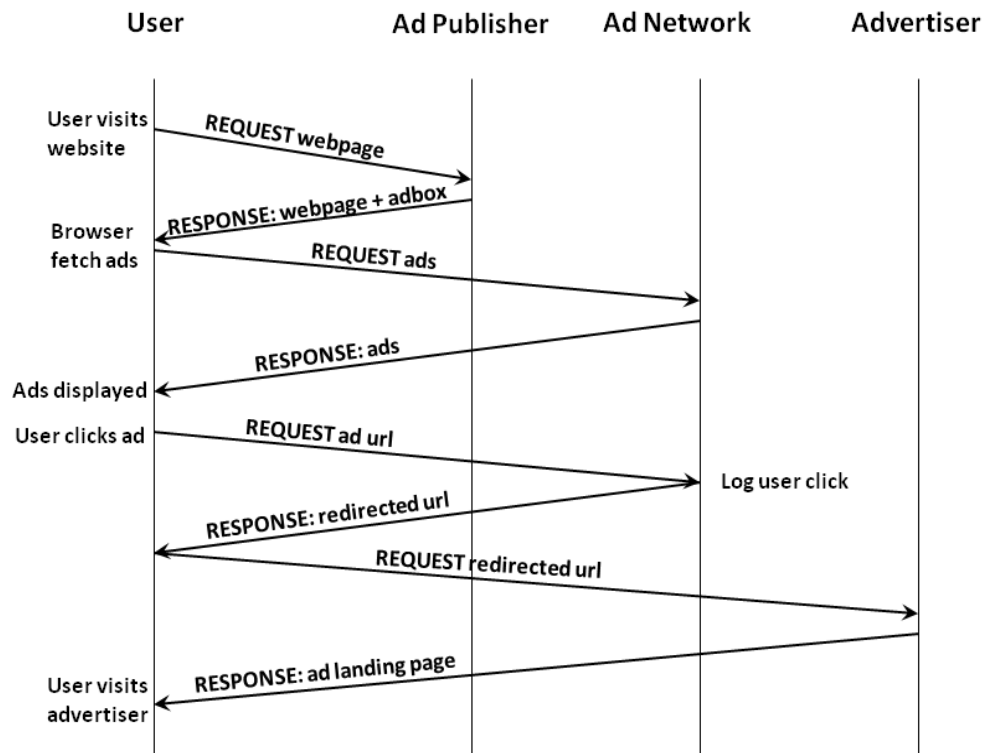 User
Ad Publisher
Ad Network
Advertiser
User visits
website
REQUEST webpage
RESPONSE: webpage + adbox
Browser
fetch ads
REQUEST ads
RESPONSE: ads
Ads displayed
User clicks ad
REQUEST ad url
Log user click
RESPONSE: redirected url
REQUEST redirected url
RESPONSE: ad landing page
User visits
advertiser